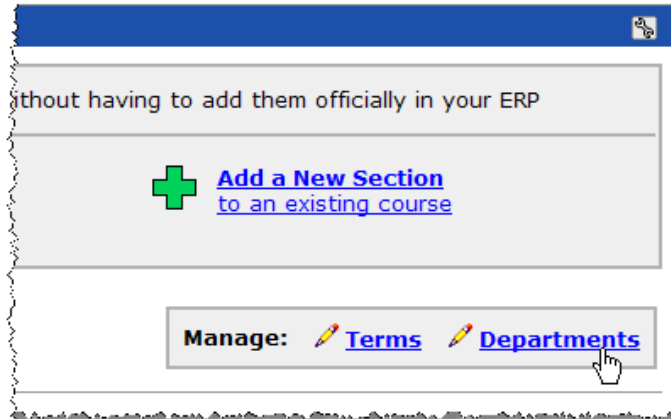 ithout having to add them officially in your ERP
Add a New Section
to an existing course
Manage: Terms Departments